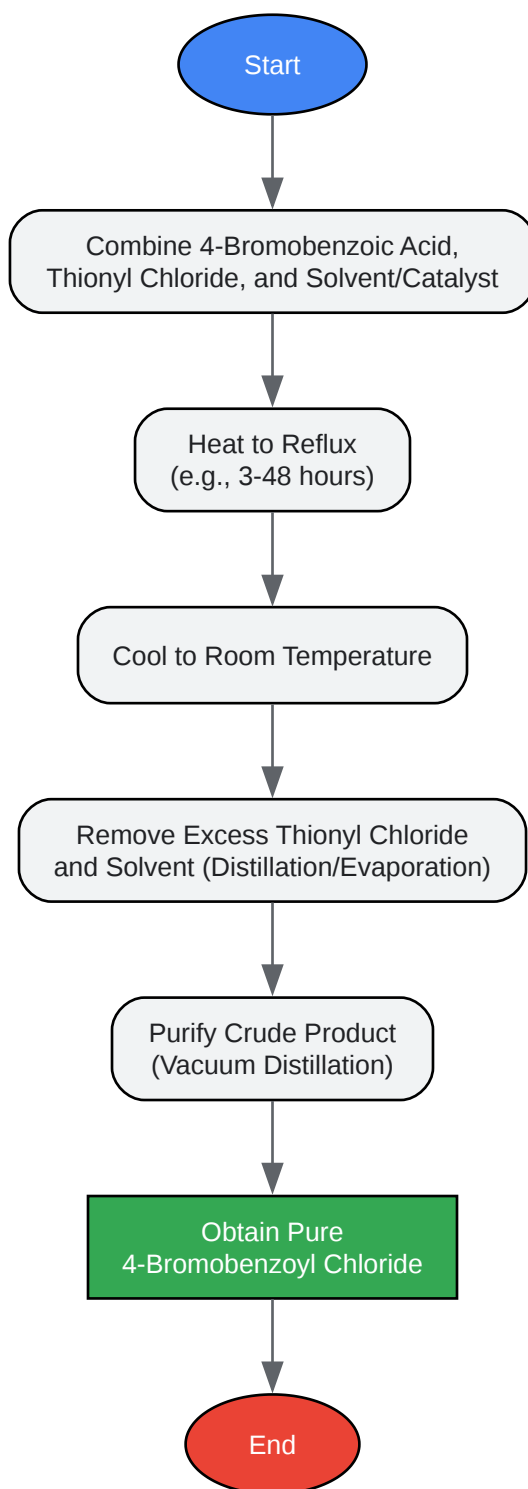 Start
Combine 4-Bromobenzoic Acid,
Thionyl Chloride, and Solvent/Catalyst
Heat to Reflux
(e.g., 3-48 hours)
Cool to Room Temperature
Remove Excess Thionyl Chloride
and Solvent (Distillation/Evaporation)
Purify Crude Product
(Vacuum Distillation)
Obtain Pure
4-Bromobenzoyl Chloride
End